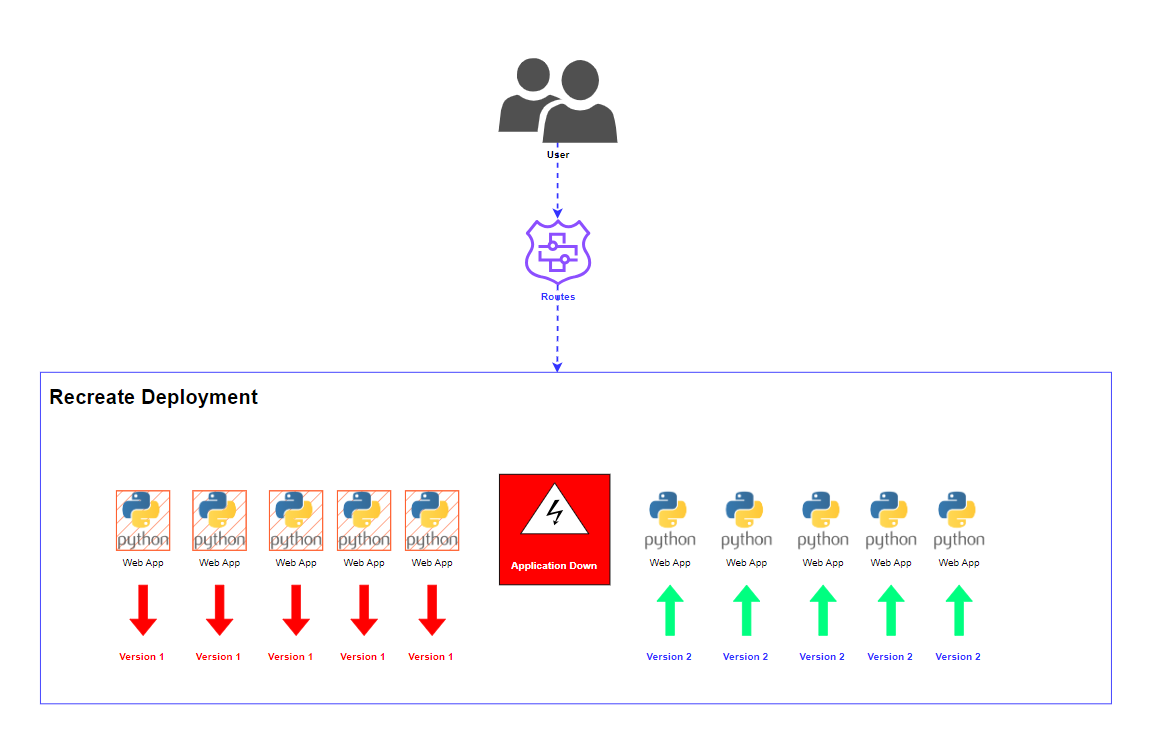 User
Routes
Recreate Deployment
python python python python python
Application Down
python python python python python
Web App Web App Web App Web App Web App
Web App Web App Web App Web App Web App
Version 1 Version 1 Version 1 Version 1 Version 1
Version 2 Version 2 Version 2 Version 2 Version 2